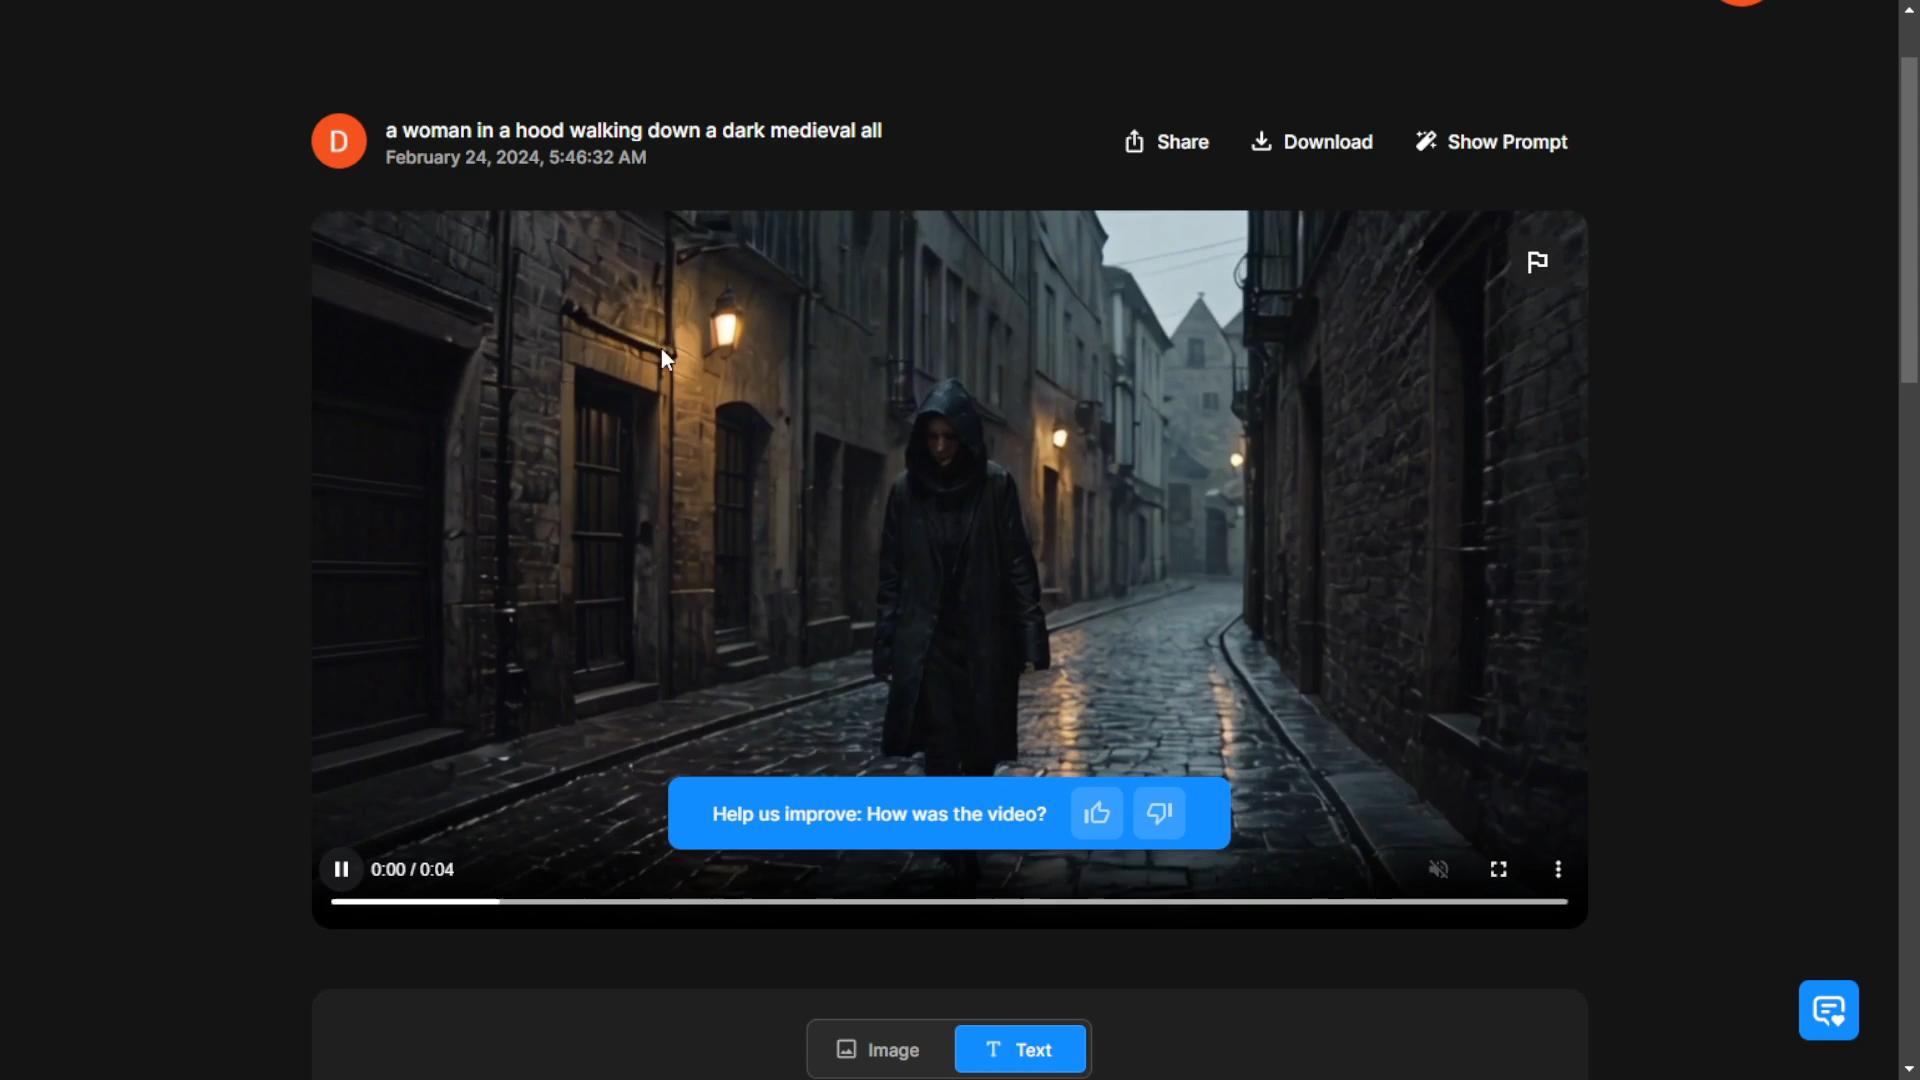 D
a woman in a hood walking down a dark medieval all
February 24, 2024, 5:46:32 AM
Share
Download
Show Prompt
Help us improve: How was the video?
0:00 / 0:04
Image
T Text